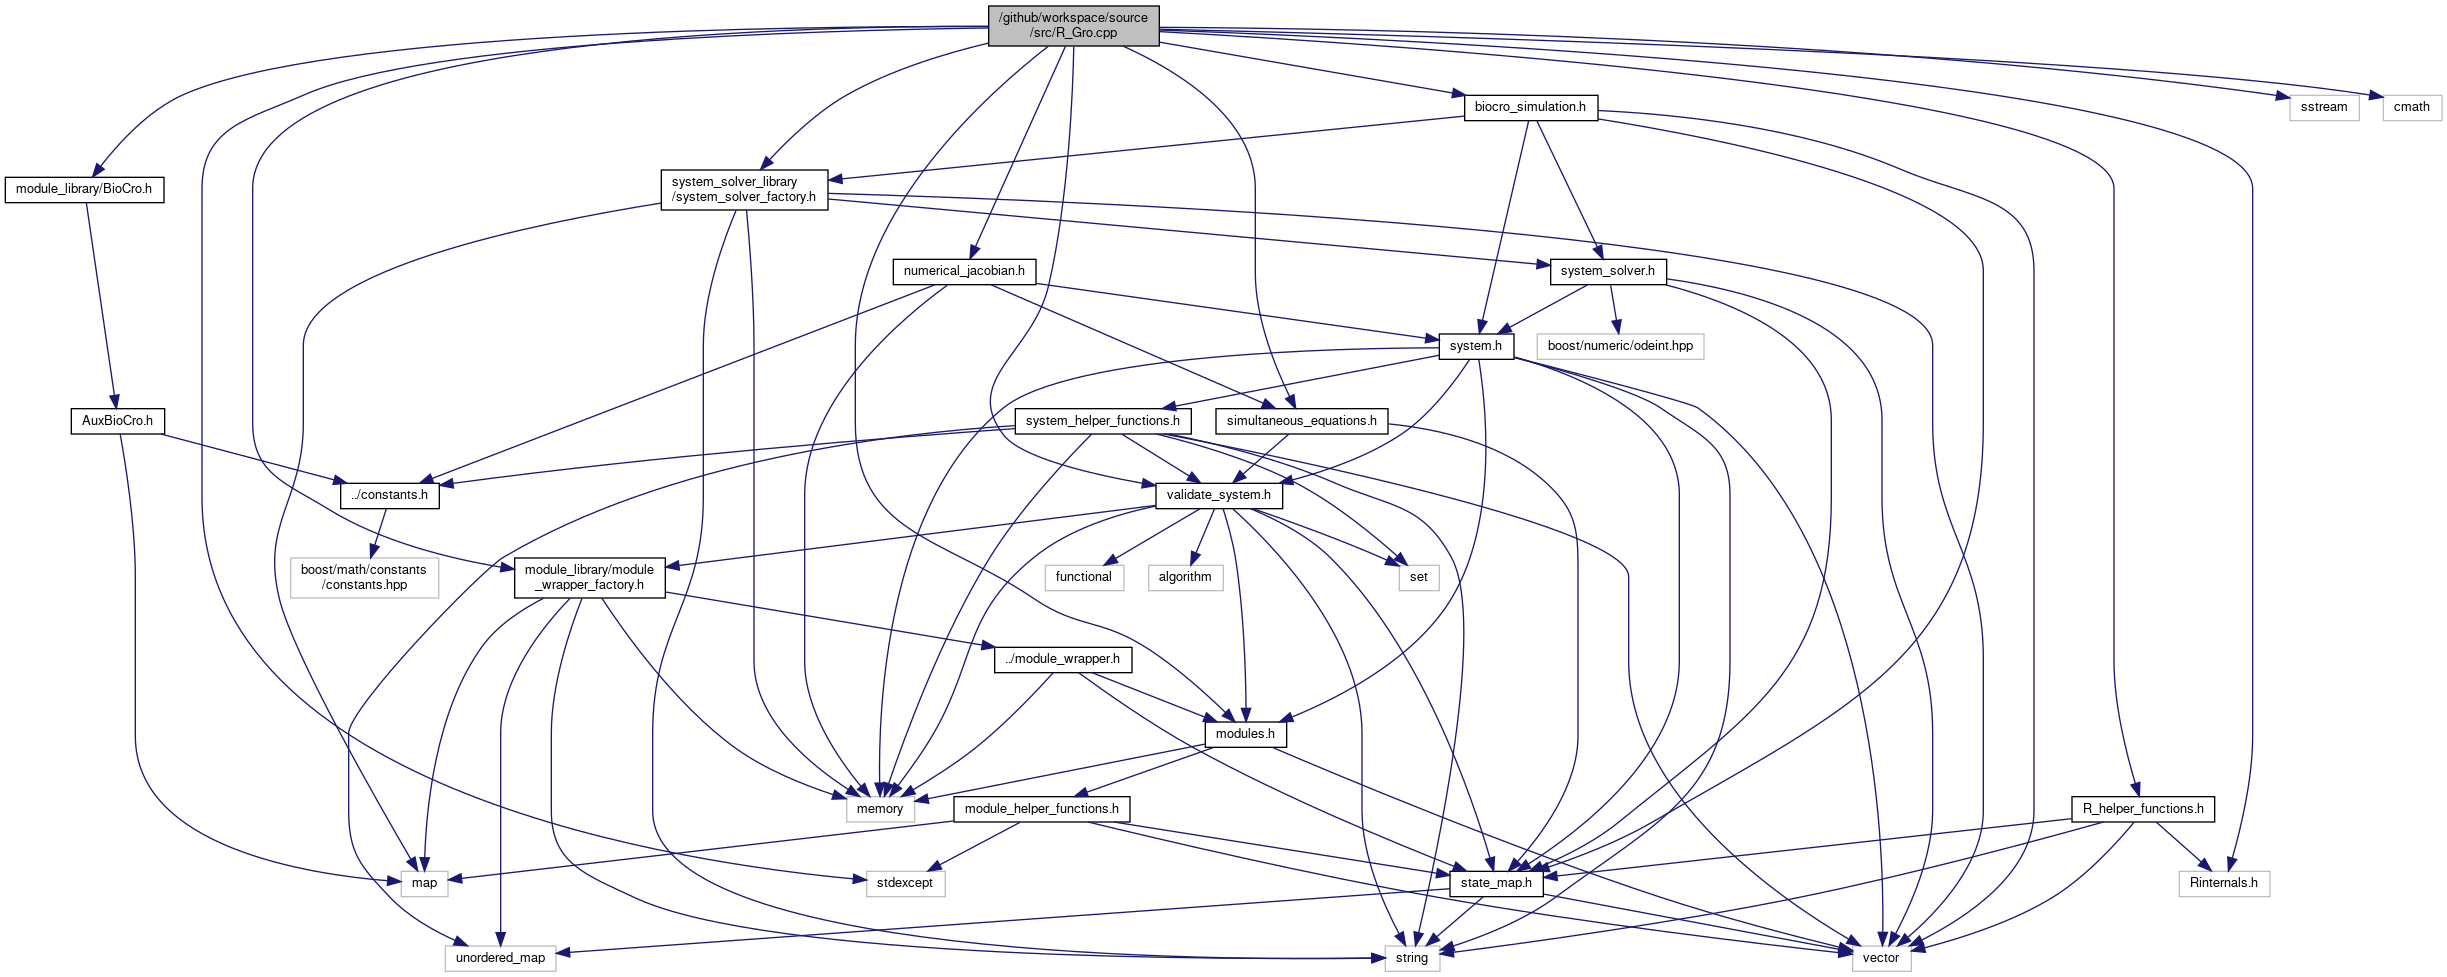 /github/workspace/source
/src/R_Gro.cpp
biocro_simulation.h
sstream
cmath
module_library/BioCro.h
system_solver_library
/system_solver_factory.h
numerical_jacobian.h
system_solver.h
system.h
boost/numeric/odeint.hpp
AuxBioCro.h
system_helper_functions.h
simultaneous_equations.h
../constants.h
validate_system.h
boost/math/constants
/constants.hpp
module_library/module
_wrapper_factory.h
functional
algorithm
set
../module_wrapper.h
modules.h
memory
module_helper_functions.h
R_helper_functions.h
map
stdexcept
state_map.h
Rinternals.h
unordered_map
string
vector